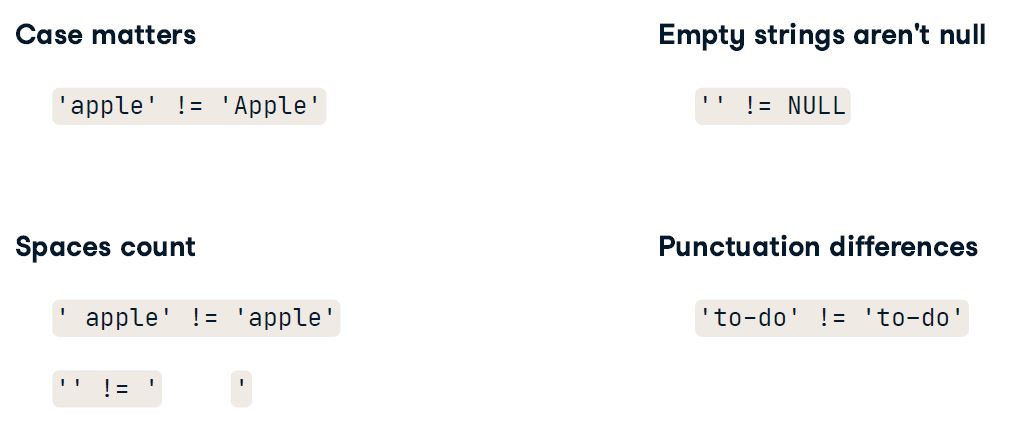 Case matters
'apple' != 'Apple'
Spaces count
' apple' != 'apple'
'' != '     '
Empty strings aren't null
'' != NULL
Punctuation differences
'to-do' != 'to–do'